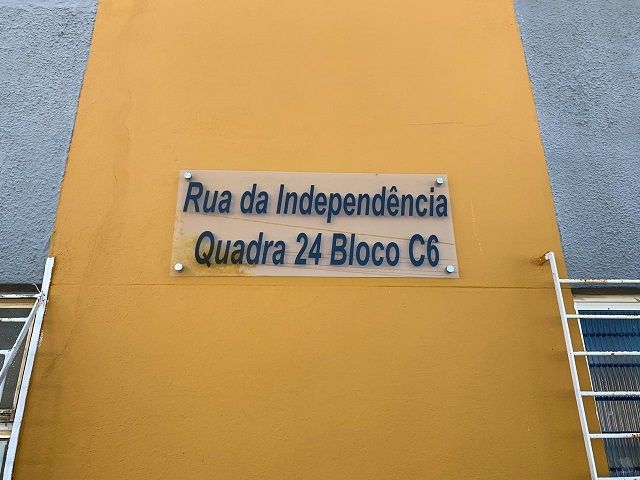 Rua da Independência
Quadra 24 Bloco C6